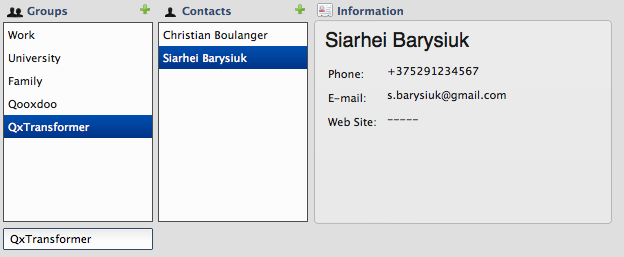 Groups
Work
University
Family
Qooxdoo
QxTransformer
QxTransformer
Contacts
Christian Boulanger
Siarhei Barysiuk
Information
Siarhei Barysiuk
Phone: +375291234567
E-mail: s.barysiuk@gmail.com
Web Site: -----